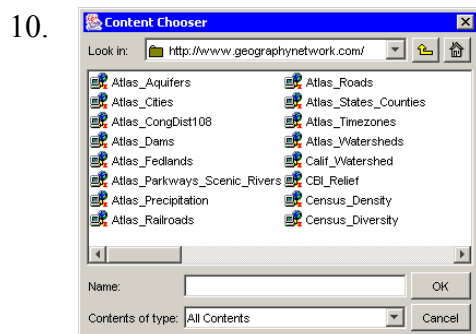 10.
Content Chooser
Look in: http://www.geographynetwork.com/
Atlas_Aquifers Atlas_Roads
Atlas_Cities Atlas_States_Counties
Atlas_CongDist108 Atlas_Timezones
Atlas_Dams Atlas_Watersheds
Atlas_Fedlands Calif_Watershed
Atlas_Parkways_Scenic_Rivers CBI_Relief
Atlas_Precipitation Census_Density
Atlas_Railroads Census_Diversity
Name: OK
Contents of type: All Contents Cancel